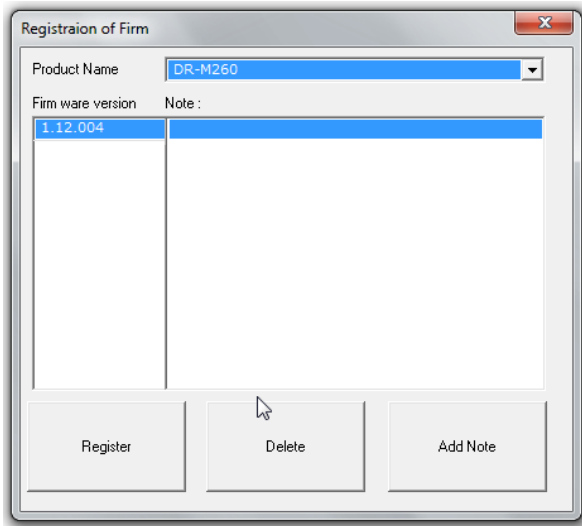 Registraion of Firm
Product Name DR-M260
Firm ware version Note :
1.12.004
Register Delete Add Note